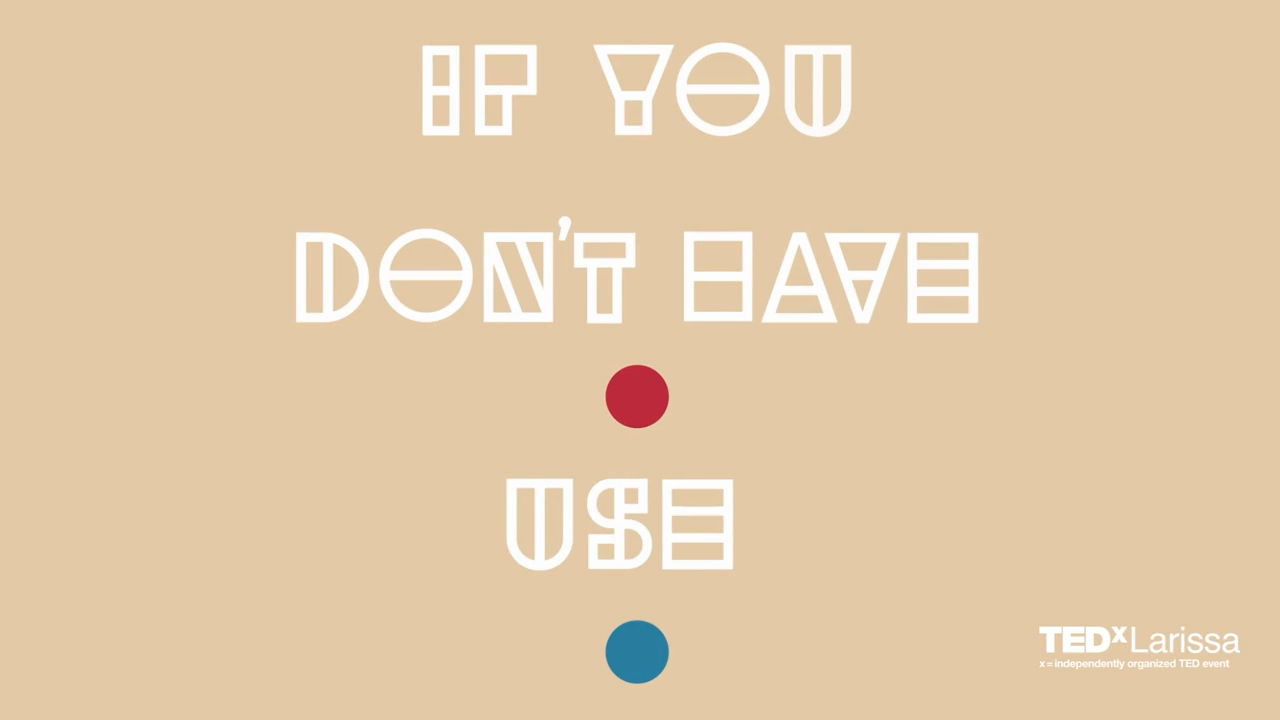 IF YOU
DON'T HAVE
USE
TEDxLarissa
x = independently organized TED event